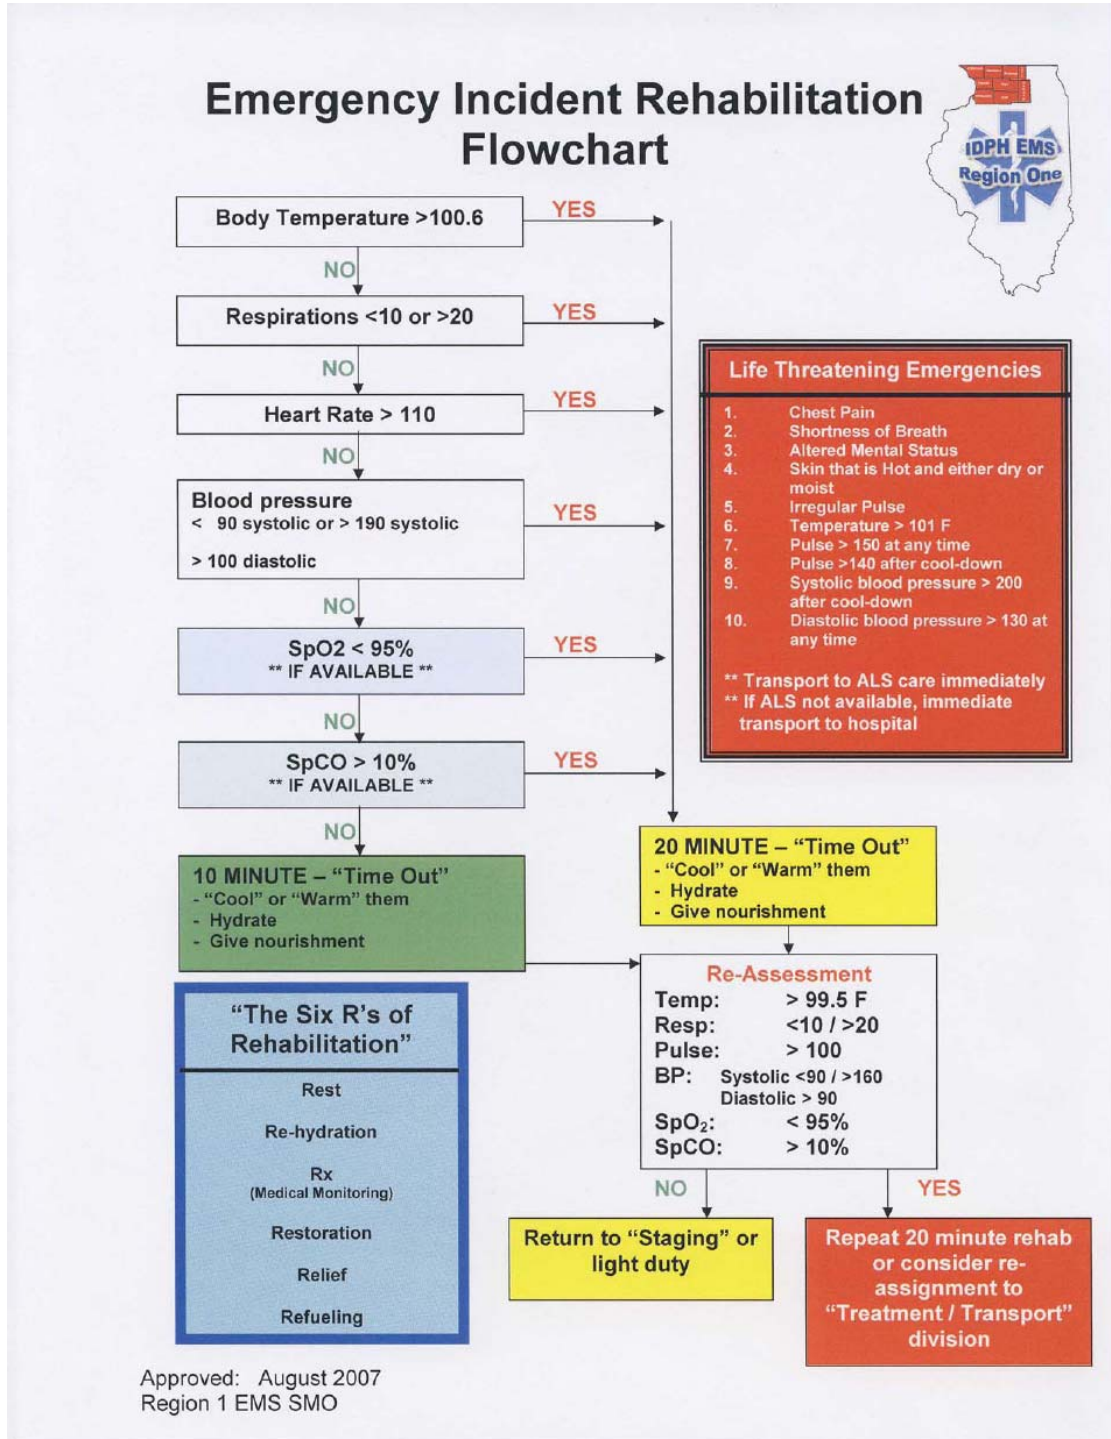 Emergency Incident Rehabilitation
Flowchart
IDPH EMS
Region One
Body Temperature >100.6
YES
NO
Respirations <10 or >20
YES
NO
Heart Rate > 110
YES
NO
Blood pressure
< 90 systolic or > 190 systolic
> 100 diastolic
YES
NO
SpO2 < 95%
** IF AVAILABLE **
YES
NO
SpCO > 10%
** IF AVAILABLE **
YES
NO
Life Threatening Emergencies
1. Chest Pain
2. Shortness of Breath
3. Altered Mental Status
4. Skin that is Hot and either dry or
moist
5. Irregular Pulse
6. Temperature > 101 F
7. Pulse > 150 at any time
8. Pulse >140 after cool-down
9. Systolic blood pressure > 200
after cool-down
10. Diastolic blood pressure > 130 at
any time
** Transport to ALS care immediately
** If ALS not available, immediate
transport to hospital
10 MINUTE – “Time Out”
- “Cool” or “Warm” them
- Hydrate
- Give nourishment
20 MINUTE – “Time Out”
- “Cool” or “Warm” them
- Hydrate
- Give nourishment
Re-Assessment
Temp: > 99.5 F
Resp: <10 / >20
Pulse: > 100
BP: Systolic <90 / >160
Diastolic > 90
SpO₂: < 95%
SpCO: > 10%
NO
YES
Return to “Staging” or
light duty
Repeat 20 minute rehab
or consider re-
assignment to
“Treatment / Transport”
division
“The Six R’s of
Rehabilitation”
Rest
Re-hydration
Rx
(Medical Monitoring)
Restoration
Relief
Refueling
Approved: August 2007
Region 1 EMS SMO